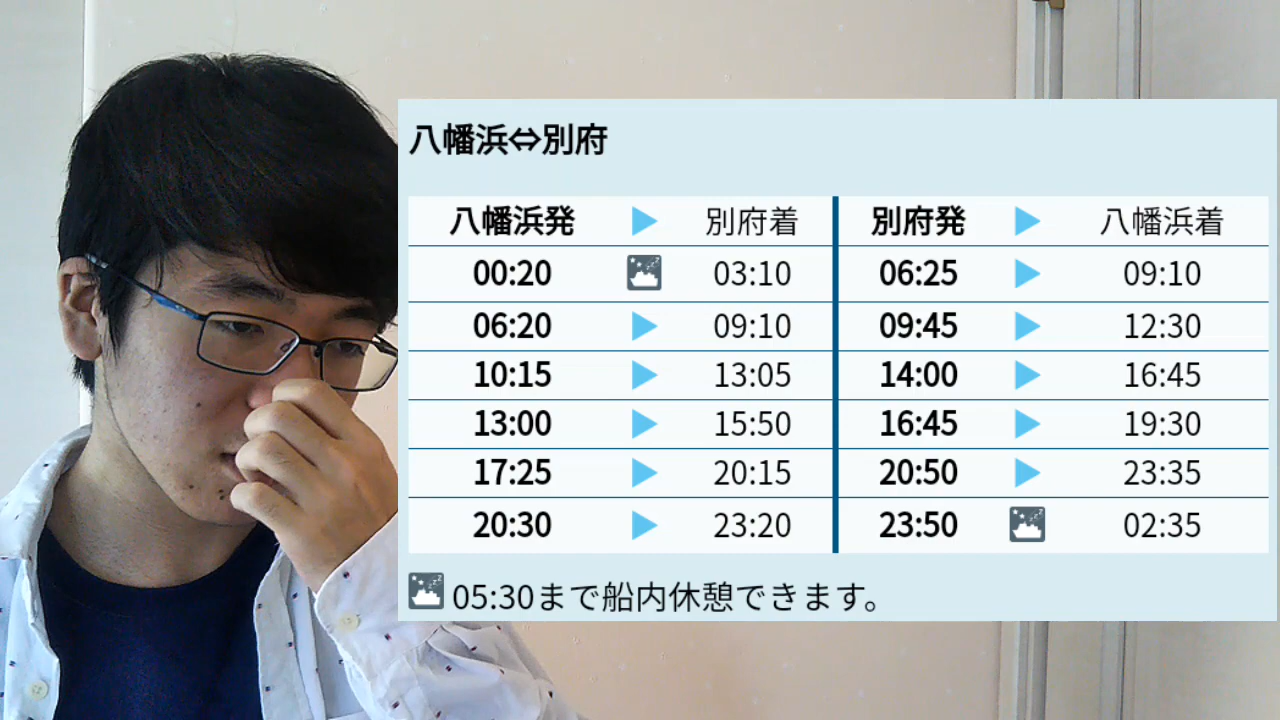 八幡浜⇔別府
八幡浜発 ▶ 別府着 別府発 ▶ 八幡浜着
00:20 03:10 06:25 ▶ 09:10
06:20 ▶ 09:10 09:45 ▶ 12:30
10:15 ▶ 13:05 14:00 ▶ 16:45
13:00 ▶ 15:50 16:45 ▶ 19:30
17:25 ▶ 20:15 20:50 ▶ 23:35
20:30 ▶ 23:20 23:50 02:35
05:30まで船内休憩できます。